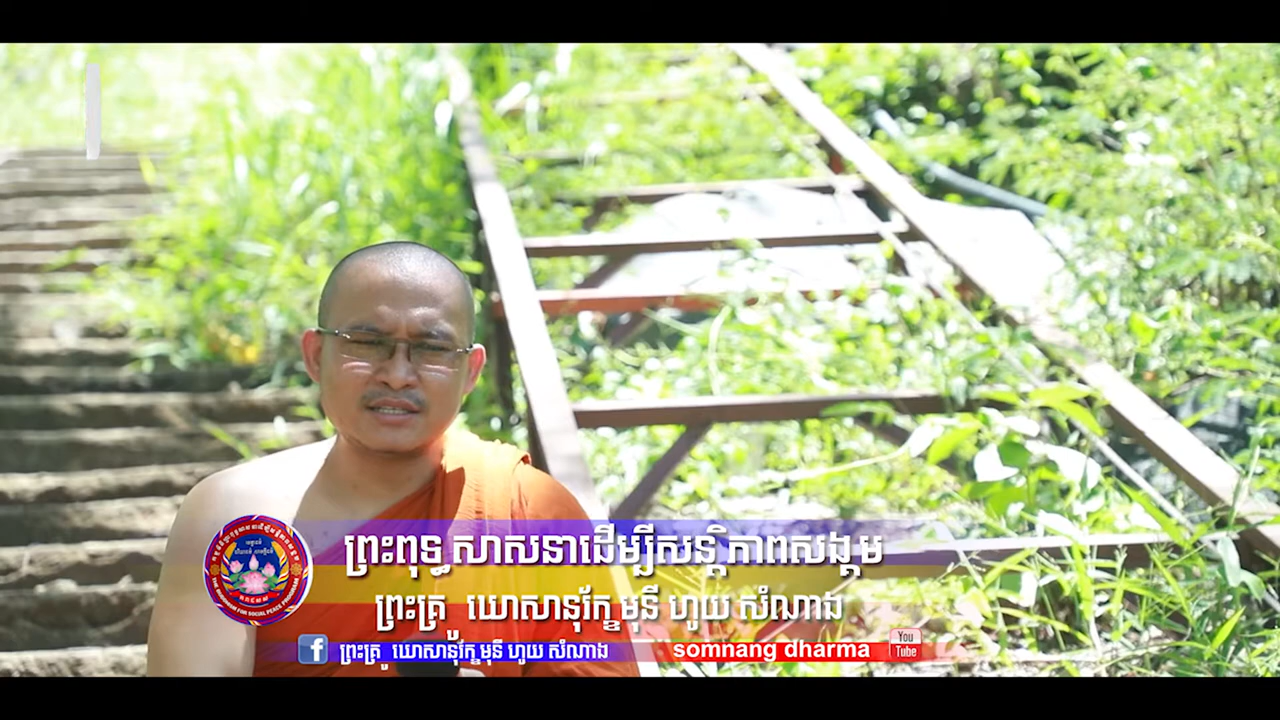 ព្រះពុទ្ធសាសនាដើម្បីសន្តិភាពសង្គម
ព្រះគ្រូ ឃោសានុរ័ក្ខមុនី ហួយ សំណាង
ព្រះគ្រូ ឃោសានុរ័ក្ខមុនី ហួយ សំណាង
somnang dharma
You
Tube